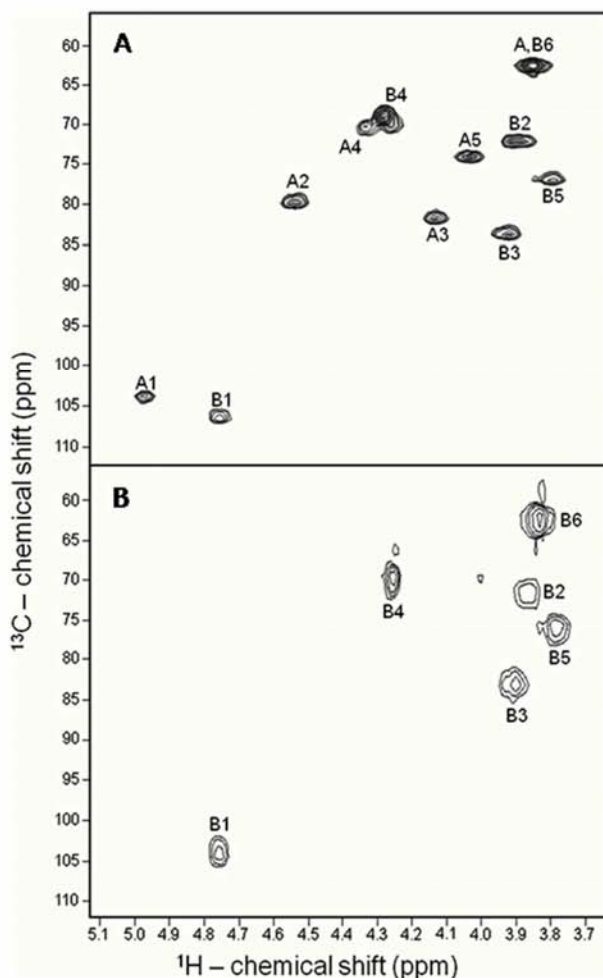 A
60
65
70
75
80
85
90
95
100
105
110
A,B6
B4
A4
A5
B2
B5
A2
A3
B3
A1
B1
B
60
65
70
75
80
85
90
95
100
105
110
B6
B4
B2
B5
B3
B1
¹³C – chemical shift (ppm)
5.1 5.0 4.9 4.8 4.7 4.6 4.5 4.4 4.3 4.2 4.1 4.0 3.9 3.8 3.7
¹H – chemical shift (ppm)